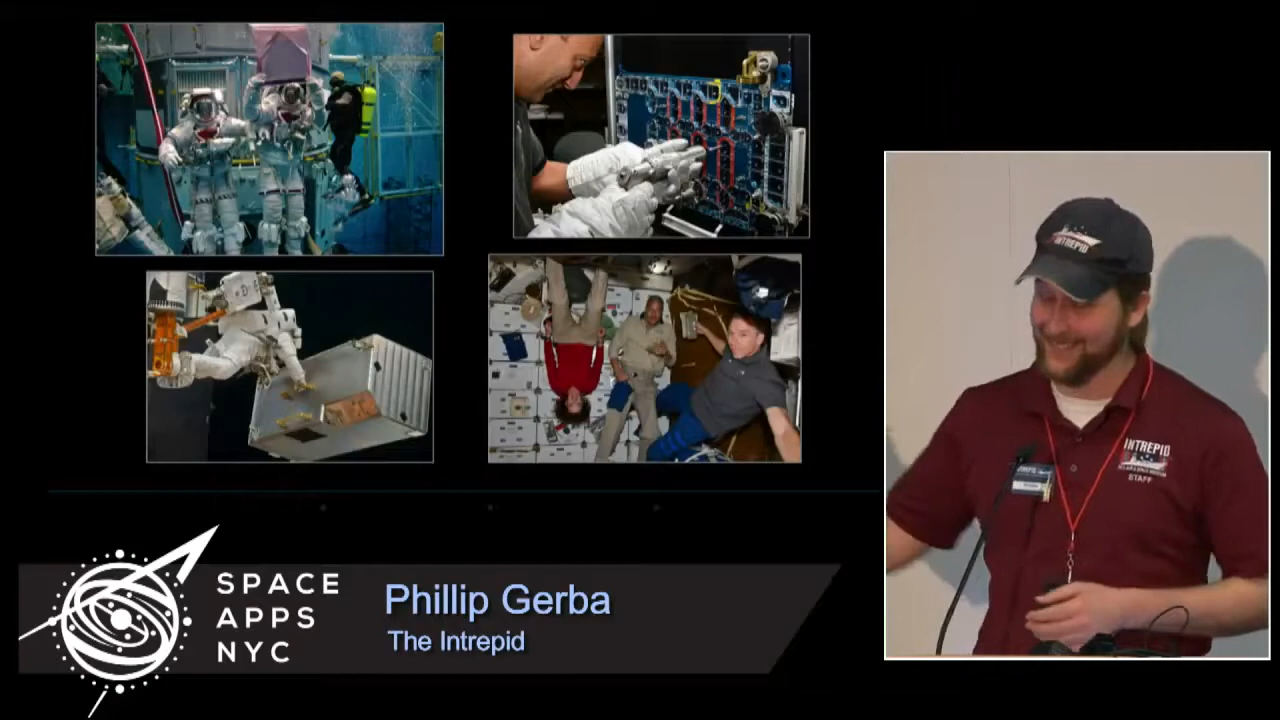 INTREPID
INTREPID
STAFF
SPACE
APPS
NYC
Phillip Gerba
The Intrepid